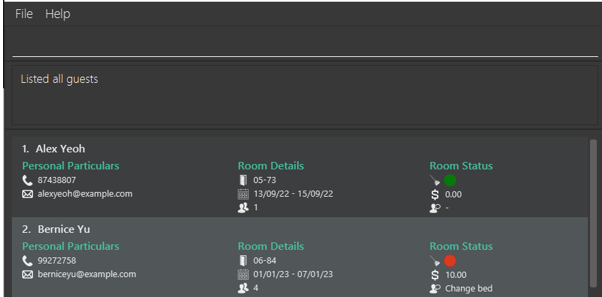 File Help
Listed all guests
1. Alex Yeoh
Personal Particulars Room Details Room Status
87438807 05-73
alexyeoh@example.com 13/09/22 - 15/09/22 $ 0.00
1 -
2. Bernice Yu
Personal Particulars Room Details Room Status
99272758 06-84
berniceyu@example.com 01/01/23 - 07/01/23 $ 10.00
4 Change bed